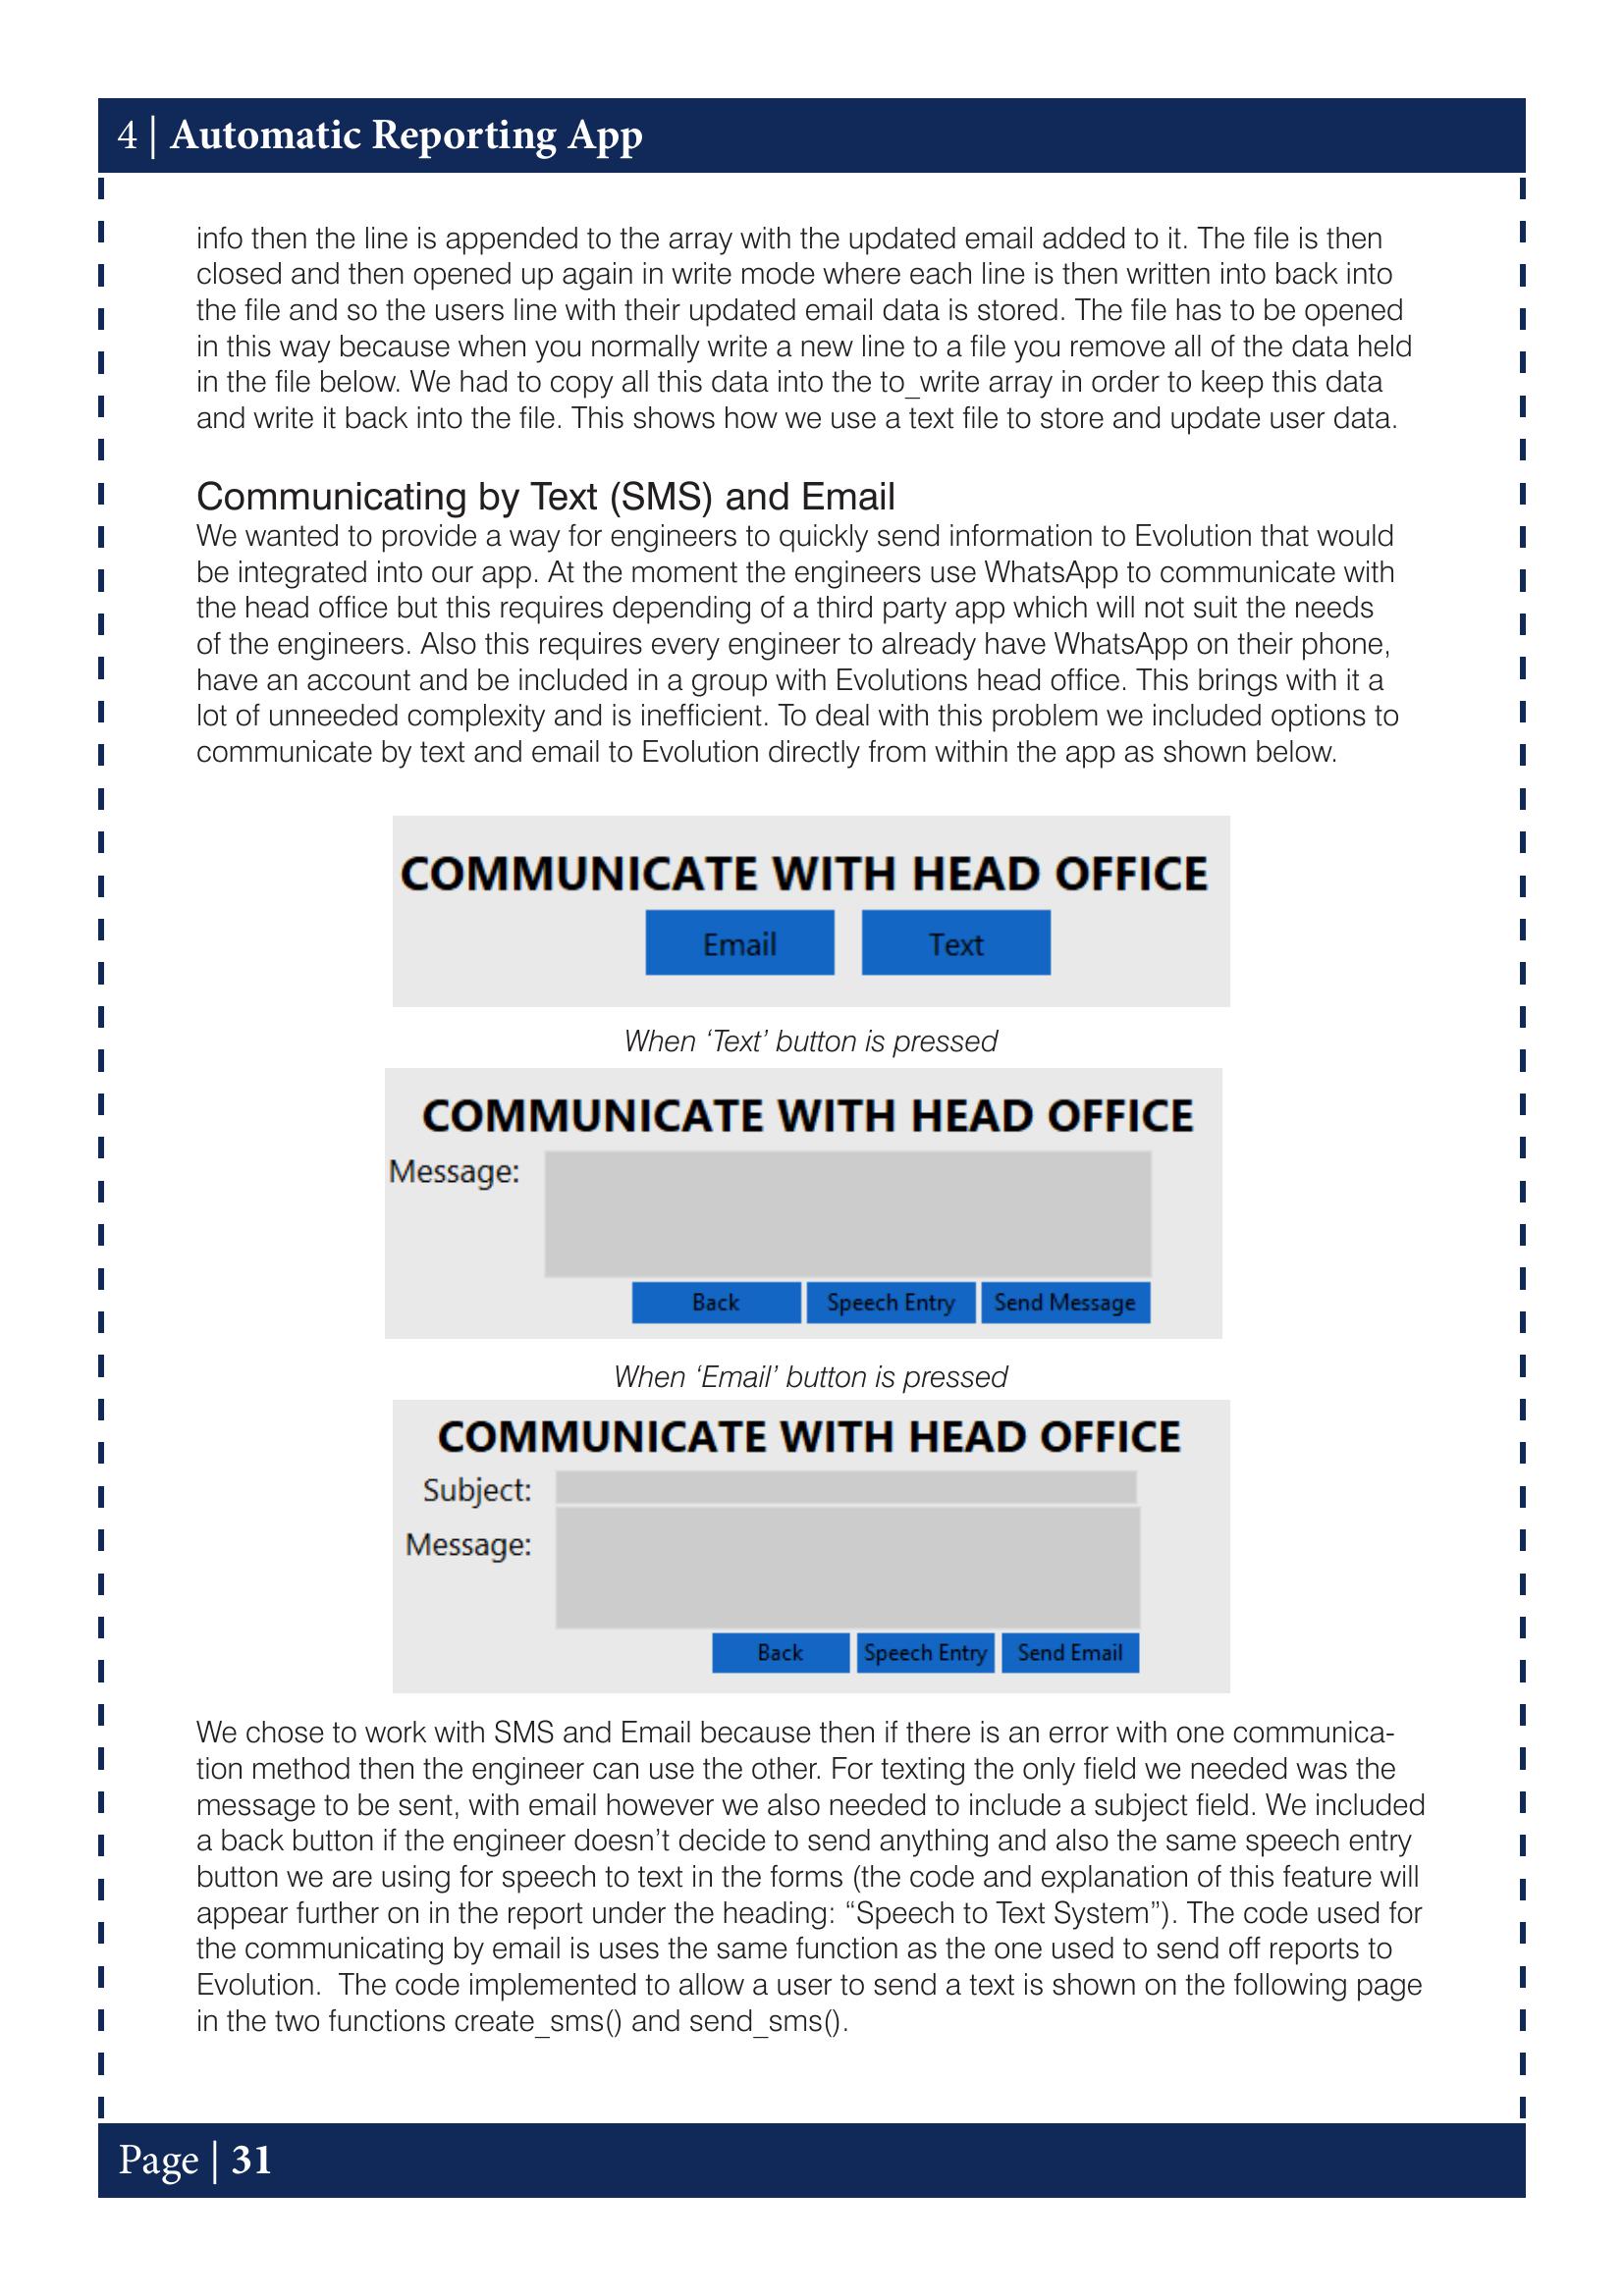 4 | Automatic Reporting App
info then the line is appended to the array with the updated email added to it. The file is then
closed and then opened up again in write mode where each line is then written into back into
the file and so the users line with their updated email data is stored. The file has to be opened
in this way because when you normally write a new line to a file you remove all of the data held
in the file below. We had to copy all this data into the to_write array in order to keep this data
and write it back into the file. This shows how we use a text file to store and update user data.
Communicating by Text (SMS) and Email
We wanted to provide a way for engineers to quickly send information to Evolution that would
be integrated into our app. At the moment the engineers use WhatsApp to communicate with
the head office but this requires depending of a third party app which will not suit the needs
of the engineers. Also this requires every engineer to already have WhatsApp on their phone,
have an account and be included in a group with Evolutions head office. This brings with it a
lot of unneeded complexity and is inefficient. To deal with this problem we included options to
communicate by text and email to Evolution directly from within the app as shown below.
COMMUNICATE WITH HEAD OFFICE
Email Text
When ‘Text’ button is pressed
COMMUNICATE WITH HEAD OFFICE
Message:
Back Speech Entry Send Message
When ‘Email’ button is pressed
COMMUNICATE WITH HEAD OFFICE
Subject:
Message:
Back Speech Entry Send Email
We chose to work with SMS and Email because then if there is an error with one communica-
tion method then the engineer can use the other. For texting the only field we needed was the
message to be sent, with email however we also needed to include a subject field. We included
a back button if the engineer doesn’t decide to send anything and also the same speech entry
button we are using for speech to text in the forms (the code and explanation of this feature will
appear further on in the report under the heading: “Speech to Text System”). The code used for
the communicating by email is uses the same function as the one used to send off reports to
Evolution.  The code implemented to allow a user to send a text is shown on the following page
in the two functions create_sms() and send_sms().
Page | 31